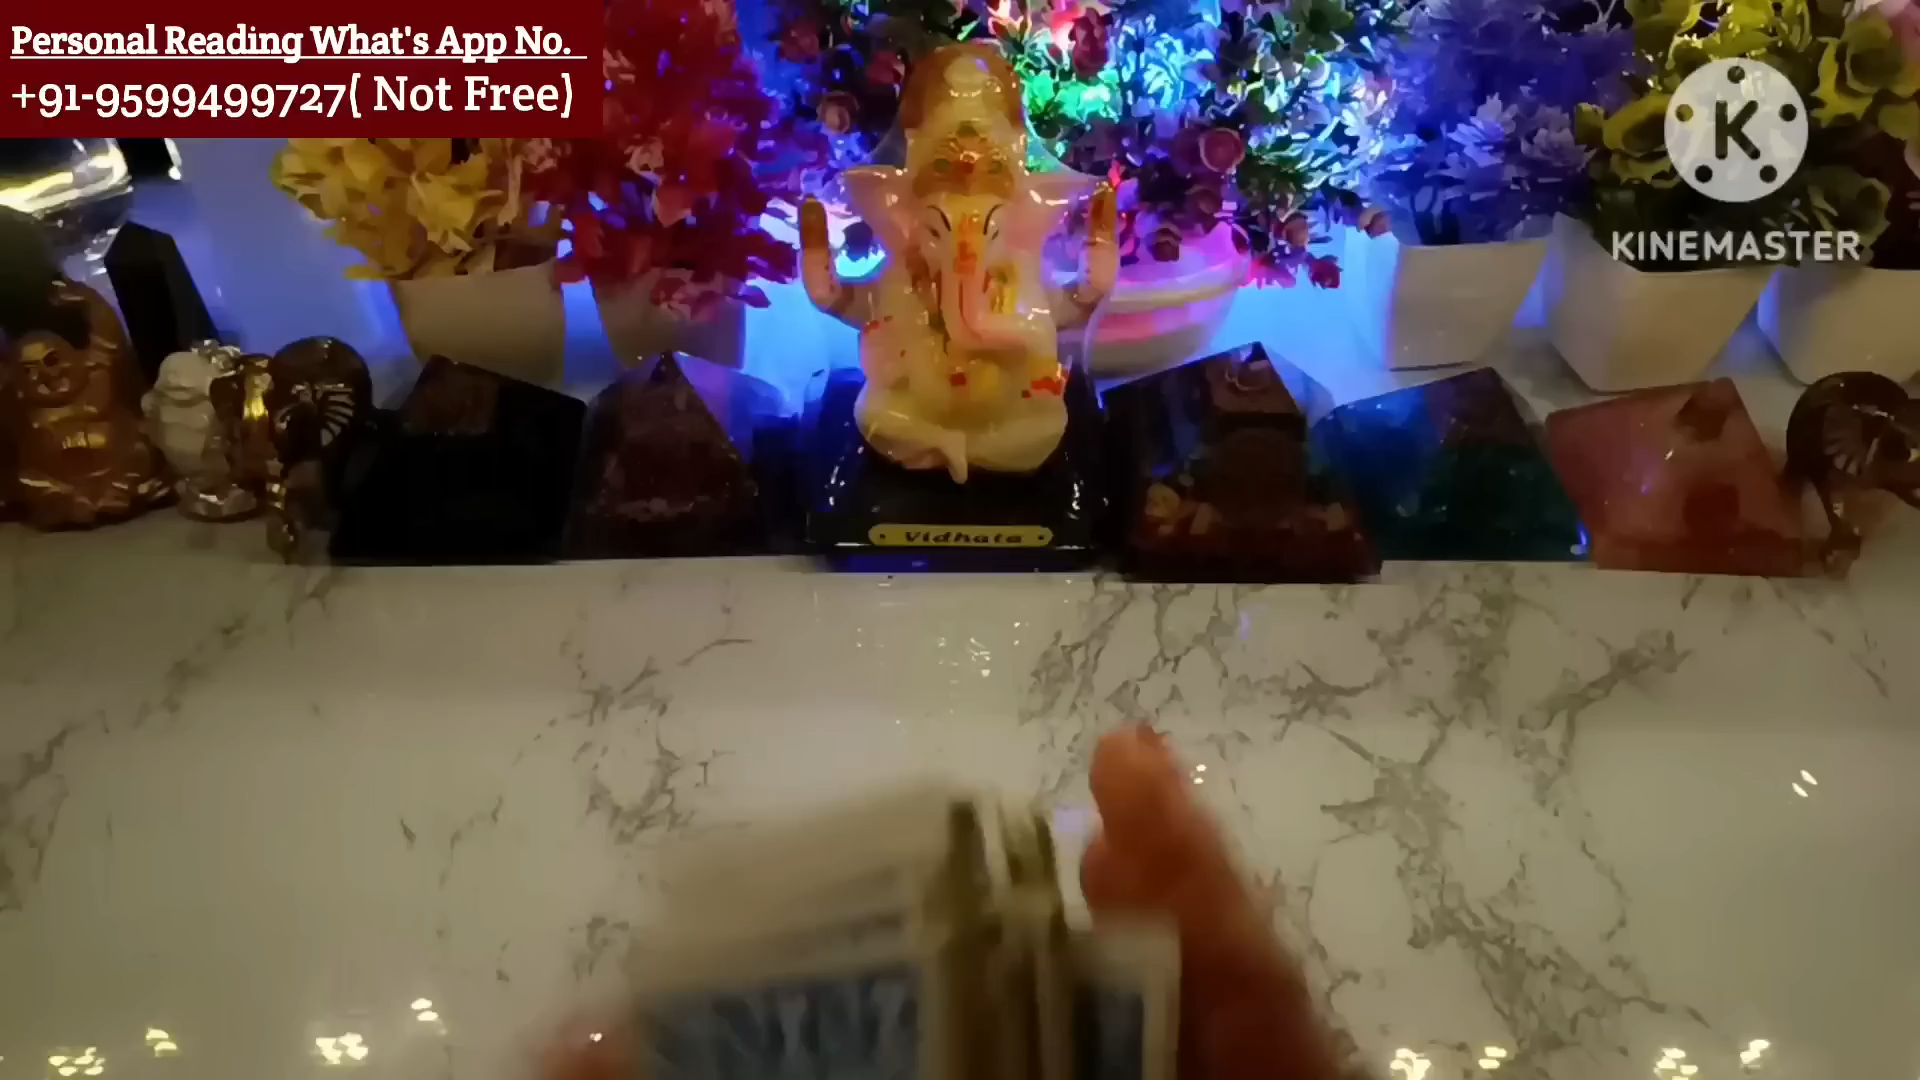 Personal Reading What's App No.
+91-9599499727( Not Free)
KINEMASTER
Vidhata